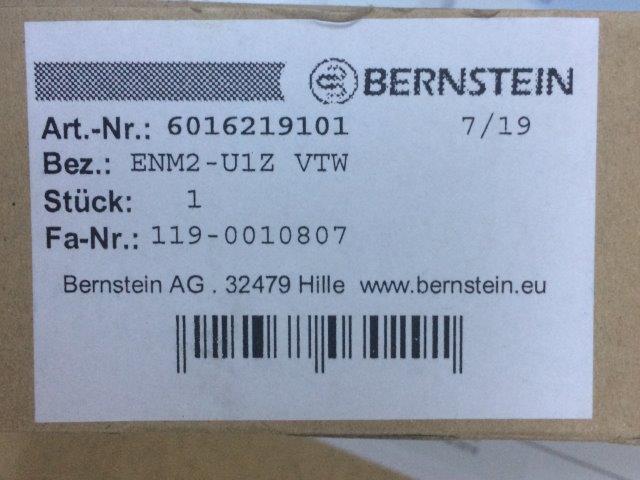 BERNSTEIN
Art.-Nr.: 6016219101 7/19
Bez.: ENM2-U1Z VTW
Stück: 1
Fa-Nr.: 119-0010807
Bernstein AG . 32479 Hille www.bernstein.eu